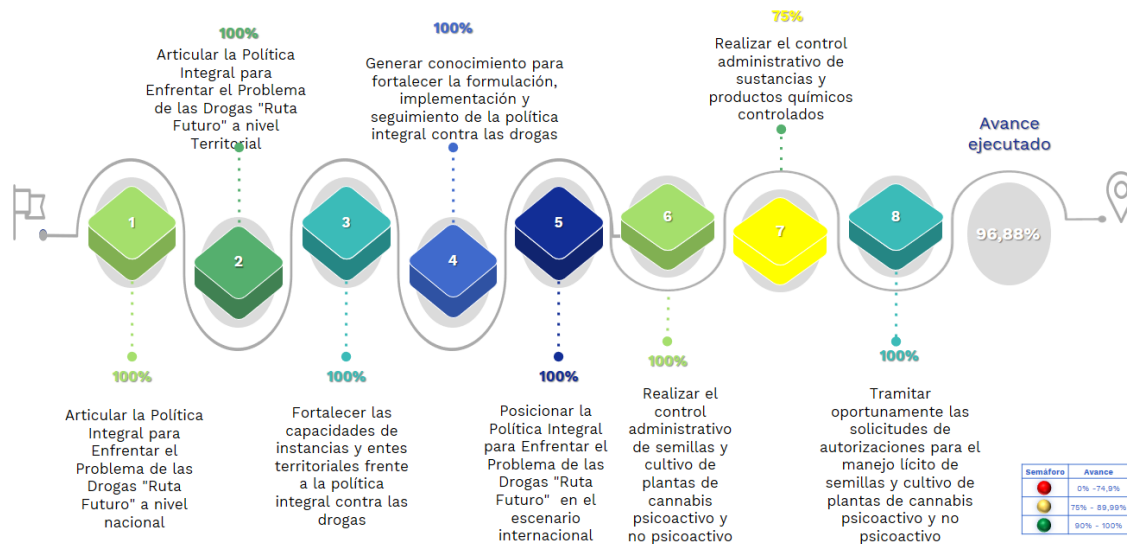 100%
Articular la Política
Integral para
Enfrentar el Problema
de las Drogas "Ruta
Futuro" a nivel
Territorial
100%
Generar conocimiento para
fortalecer la formulación,
implementación y
seguimiento de la política
integral contra las drogas
75%
Realizar el control
administrativo de
sustancias y
productos químicos
controlados
Avance
ejecutado
1
2
3
4
5
6
7
8
96,88%
100%
Articular la Política
Integral para
Enfrentar el
Problema de las
Drogas "Ruta
Futuro" a nivel
nacional
100%
Fortalecer las
capacidades de
instancias y entes
territoriales frente
a la política
integral contra las
drogas
100%
Posicionar la
Política Integral
para Enfrentar el
Problema de las
Drogas "Ruta
Futuro" en el
escenario
internacional
100%
Realizar el
control
administrativo
de semillas y
cultivo de
plantas de
cannabis
psicoactivo y
no psicoactivo
100%
Tramitar
oportunamente las
solicitudes de
autorizaciones para el
manejo lícito de
semillas y cultivo de
plantas de cannabis
psicoactivo y no
psicoactivo
Semáforo Avance
0% -74,9%
75% - 89,99%
90% - 100%